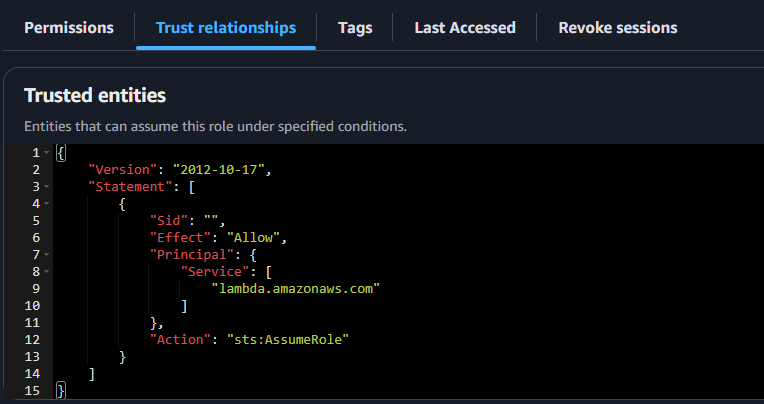 Permissions Trust relationships Tags Last Accessed Revoke sessions
Trusted entities
Entities that can assume this role under specified conditions.
1 {
2     "Version": "2012-10-17",
3     "Statement": [
4         {
5             "Sid": "",
6             "Effect": "Allow",
7             "Principal": {
8                 "Service": [
9                     "lambda.amazonaws.com"
10                 ]
11             },
12             "Action": "sts:AssumeRole"
13         }
14     ]
15 }